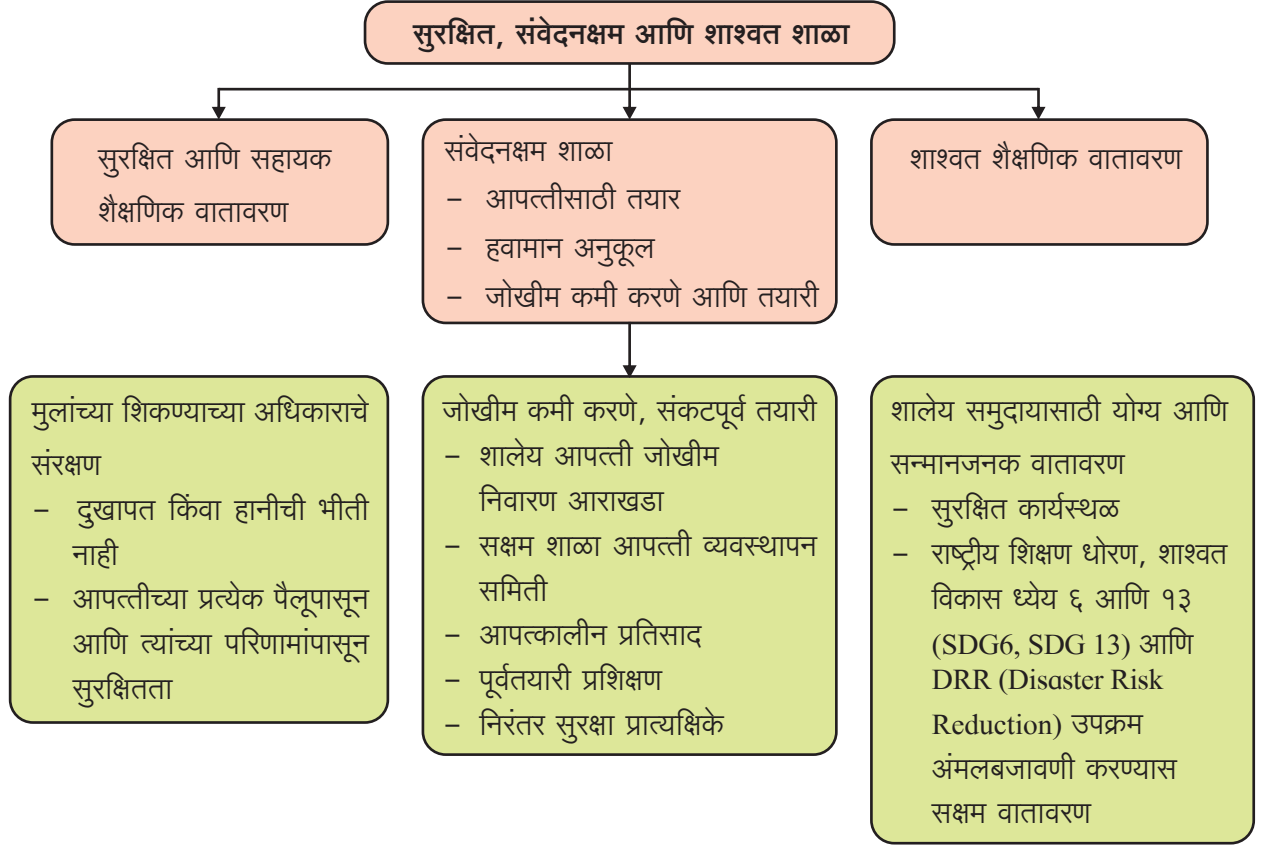 सुरक्षित, संवेदनक्षम आणि शाश्वत शाळा
सुरक्षित आणि सहायक
शैक्षणिक वातावरण
संवेदनक्षम शाळा
– आपत्तीसाठी तयार
– हवामान अनुकूल
– जोखीम कमी करणे आणि तयारी
शाश्वत शैक्षणिक वातावरण
मुलांच्या शिकण्याच्या अधिकाराचे
संरक्षण
– दुखापत किंवा हानीची भीती
नाही
– आपत्तीच्या प्रत्येक पैलूपासून
आणि त्यांच्या परिणामांपासून
सुरक्षितता
जोखीम कमी करणे, संकटपूर्व तयारी
– शालेय आपत्ती जोखीम
निवारण आराखडा
– सक्षम शाळा आपत्ती व्यवस्थापन
समिती
– आपत्कालीन प्रतिसाद
– पूर्वतयारी प्रशिक्षण
– निरंतर सुरक्षा प्रात्यक्षिके
शालेय समुदायासाठी योग्य आणि
सन्मानजनक वातावरण
– सुरक्षित कार्यस्थळ
– राष्ट्रीय शिक्षण धोरण, शाश्वत
विकास ध्येय ६ आणि १३
(SDG6, SDG 13) आणि
DRR (Disaster Risk
Reduction) उपक्रम
अंमलबजावणी करण्यास
सक्षम वातावरण